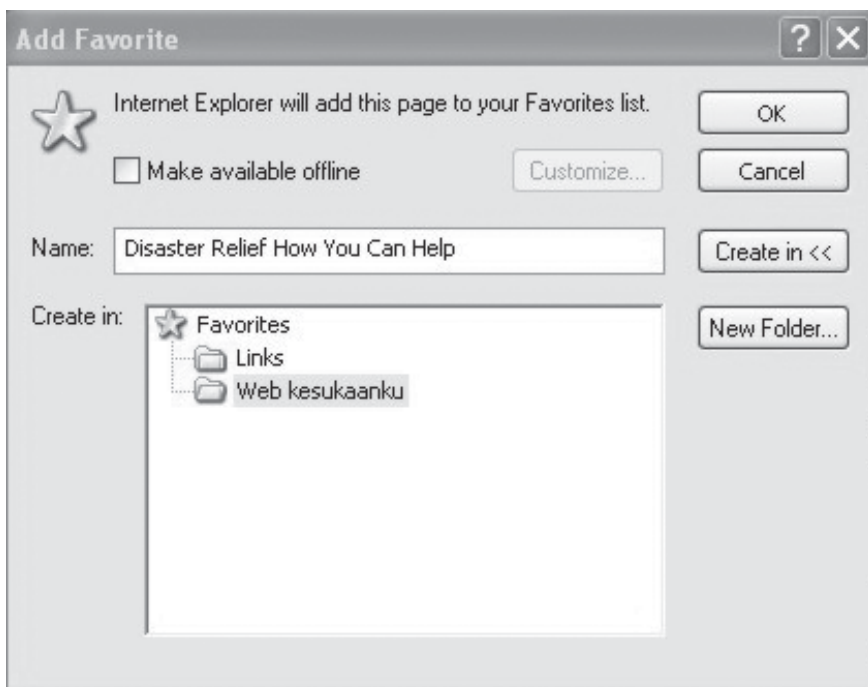 Add Favorite
Internet Explorer will add this page to your Favorites list.
OK
Make available offline
Customize...
Cancel
Name:
Disaster Relief How You Can Help
Create in <<
Create in:
Favorites
New Folder...
Links
Web kesukaanku